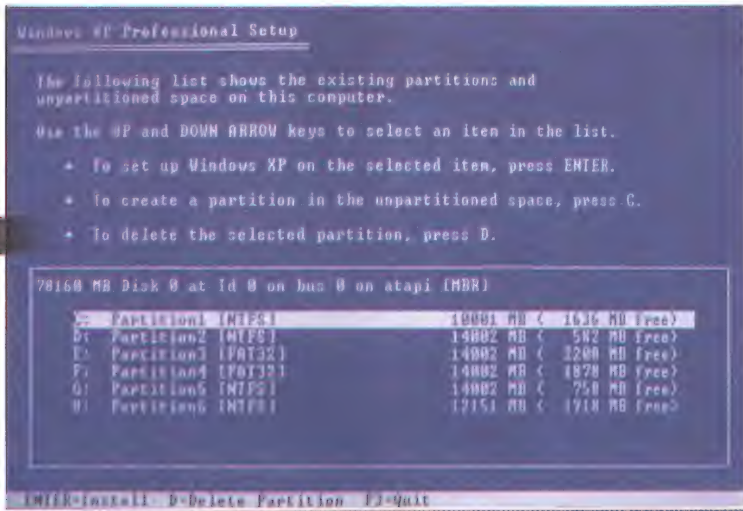 Windows XP Professional Setup
The following list shows the existing partitions and
unpartitioned space on this computer.
Use the UP and DOWN ARROW keys to select an item in the list.
• To set up Windows XP on the selected item, press ENTER.
• To create a partition in the unpartitioned space, press C.
• To delete the selected partition, press D.
78160 MB Disk 0 at Id 0 on bus 0 on atapi [MBR]
C: Partition1 [NTFS] 10001 MB ( 1636 MB free)
D: Partition2 [NTFS] 14002 MB ( 582 MB free)
E: Partition3 [FAT32] 14002 MB ( MB free)
F: Partition4 [FAT32] 14002 MB ( 1878 MB free)
G: Partition5 [NTFS] 14002 MB ( 750 MB free)
H: Partition6 [NTFS] 12151 MB ( 1718 MB free)
ENTER=Install D=Delete Partition F3=Quit